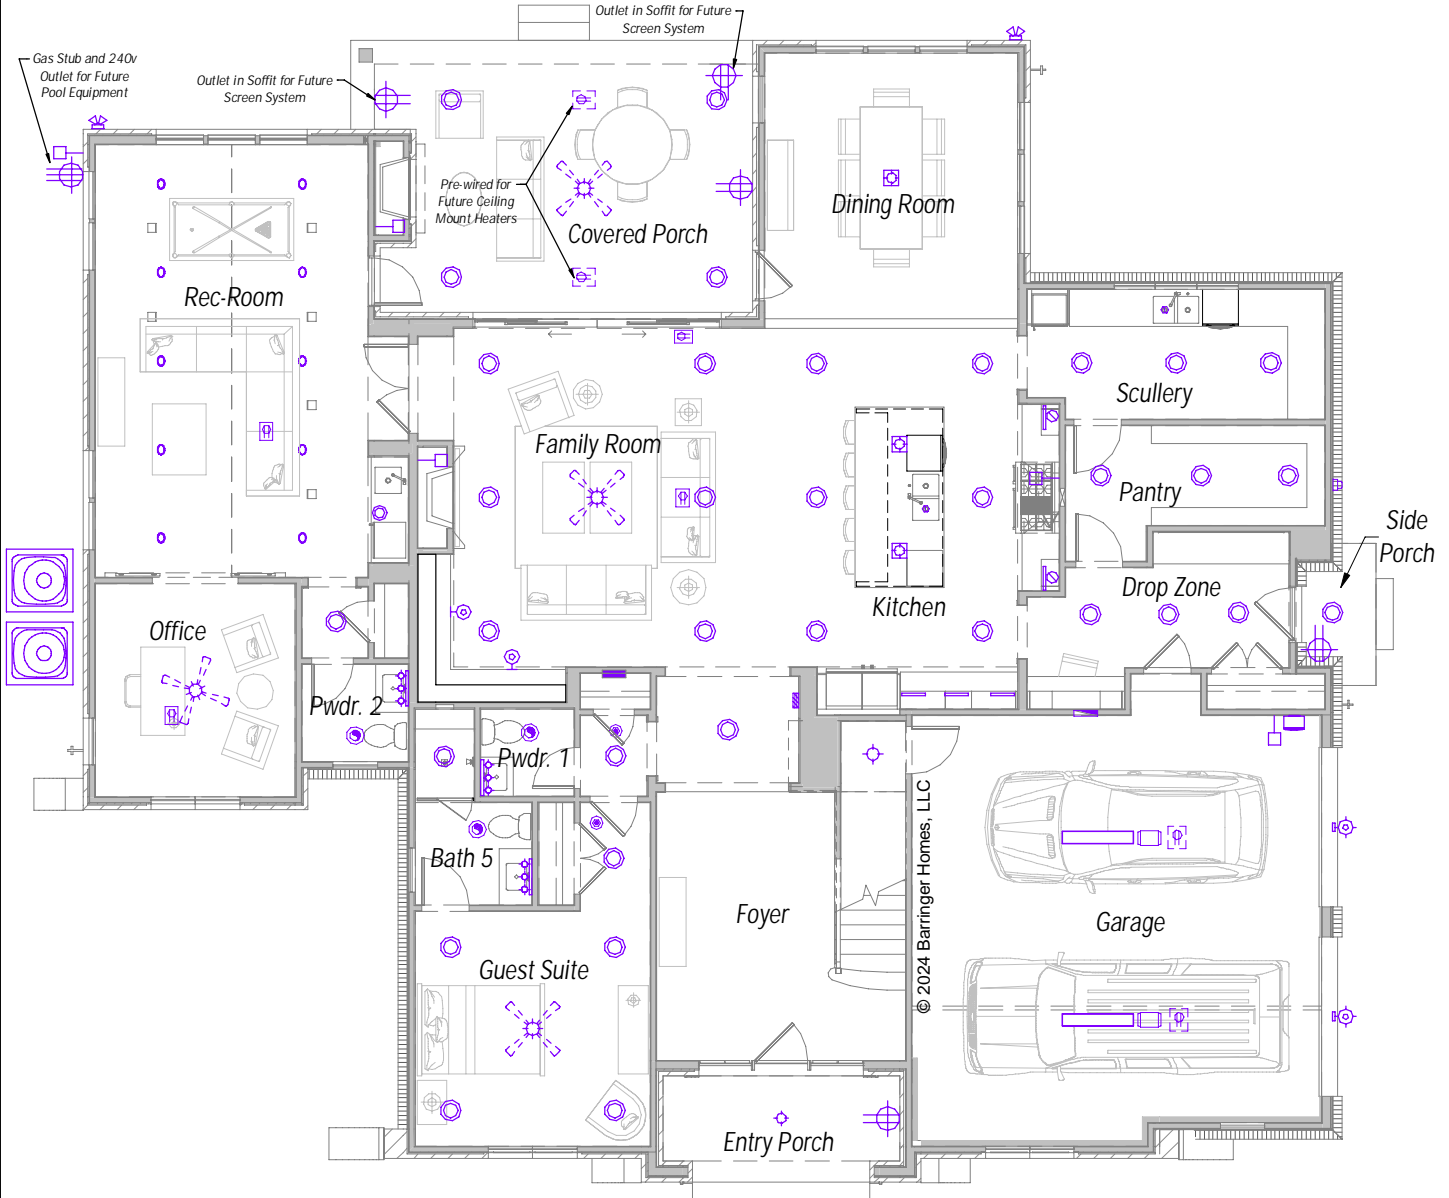 Outlet in Soffit for Future
Screen System
Gas Stub and 240v
Outlet for Future
Pool Equipment
Outlet in Soffit for Future
Screen System
Pre-wired for
Future Ceiling
Mount Heaters
Covered Porch
Dining Room
Rec-Room
Scullery
Family Room
Pantry
Side
Porch
Drop Zone
Kitchen
Office
Pwdr. 2
Pwdr. 1
Bath 5
Foyer
© 2024 Barringer Homes, LLC
Garage
Guest Suite
Entry Porch